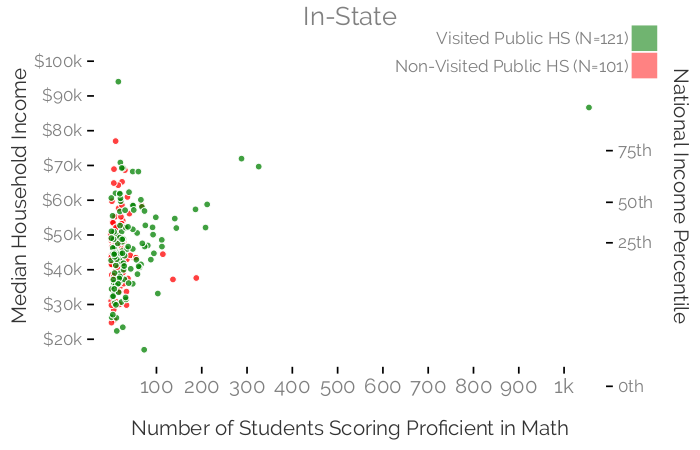 In-State
Visited Public HS (N=121)
Non-Visited Public HS (N=101)
Median Household Income
$100k
$90k
$80k
$70k
$60k
$50k
$40k
$30k
$20k
National Income Percentile
75th
50th
25th
0th
100 200 300 400 500 600 700 800 900 1k
Number of Students Scoring Proficient in Math